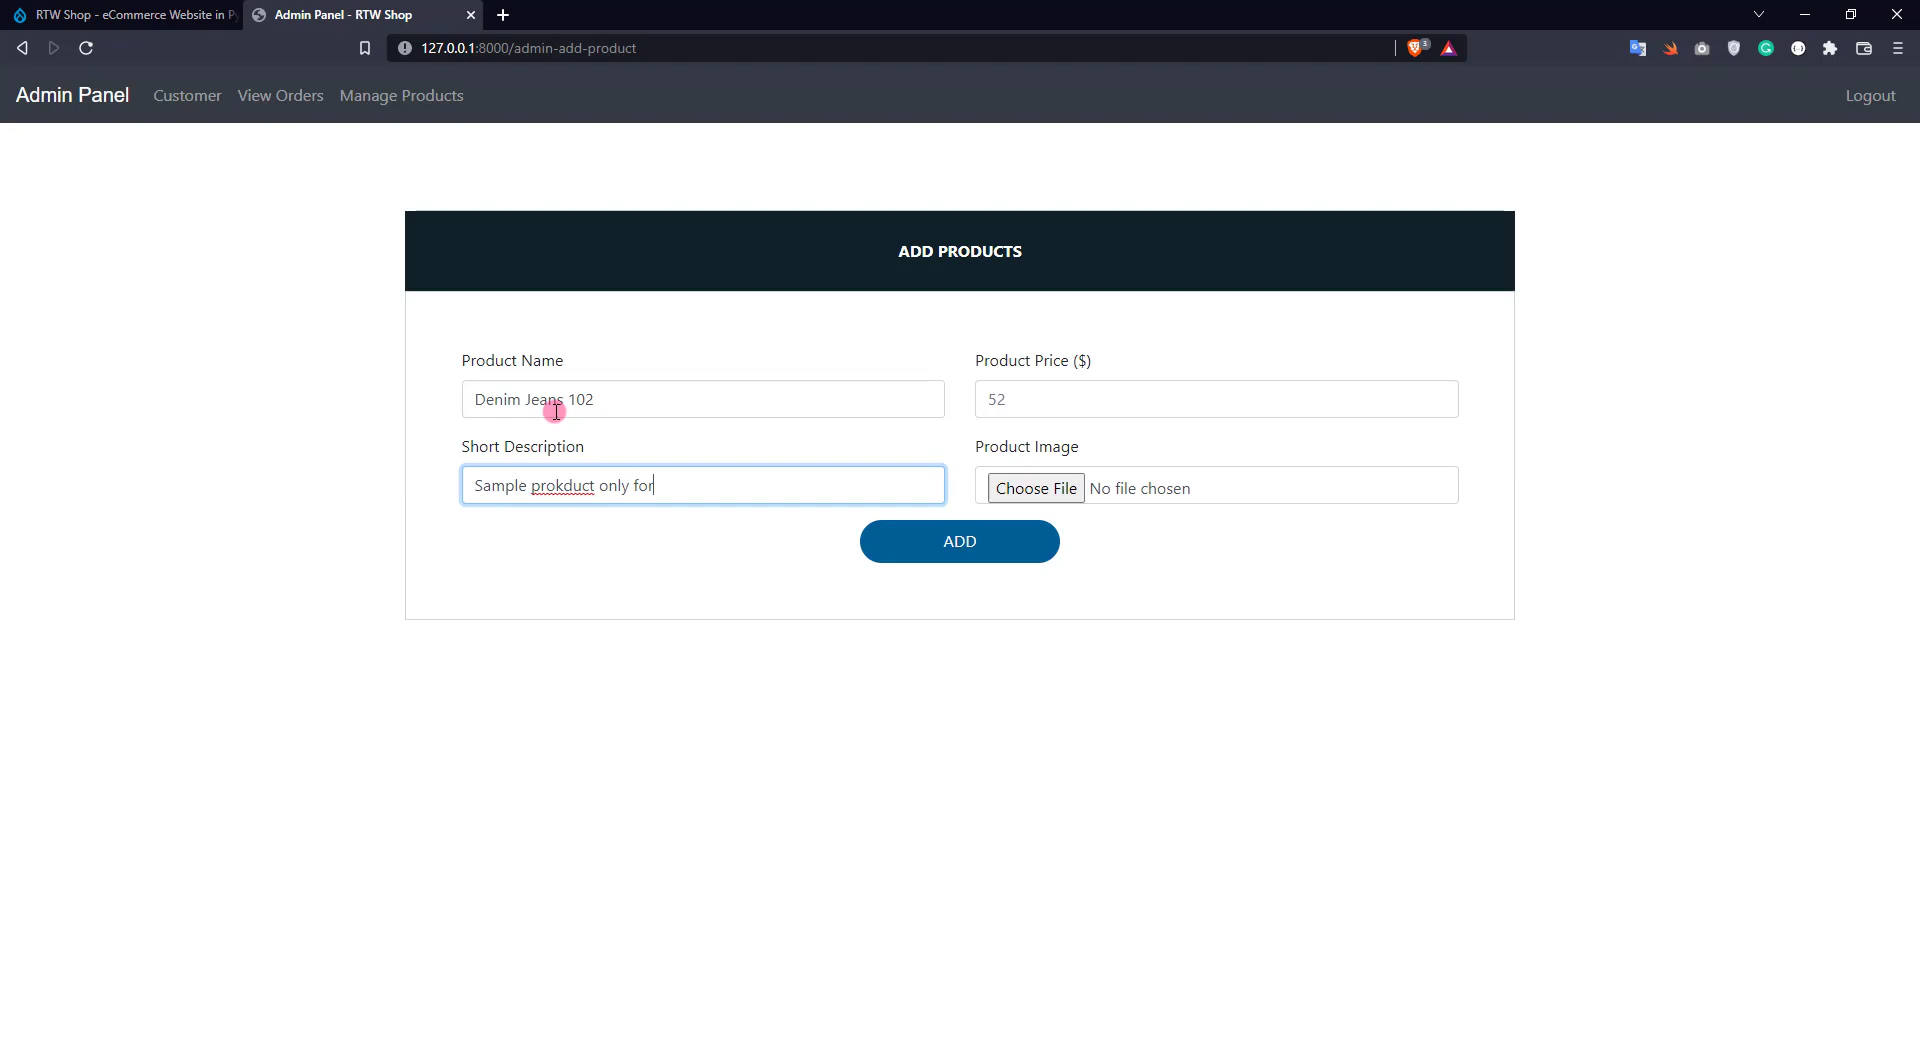 RTW Shop - eCommerce Website in P
Admin Panel - RTW Shop
127.0.0.1:8000/admin-add-product
3
Admin Panel
Customer
View Orders
Manage Products
Logout
ADD PRODUCTS
Product Name
Product Price ($)
Denim Jeans 102
52
Short Description
Product Image
Sample prokduct only for
Choose File
No file chosen
ADD